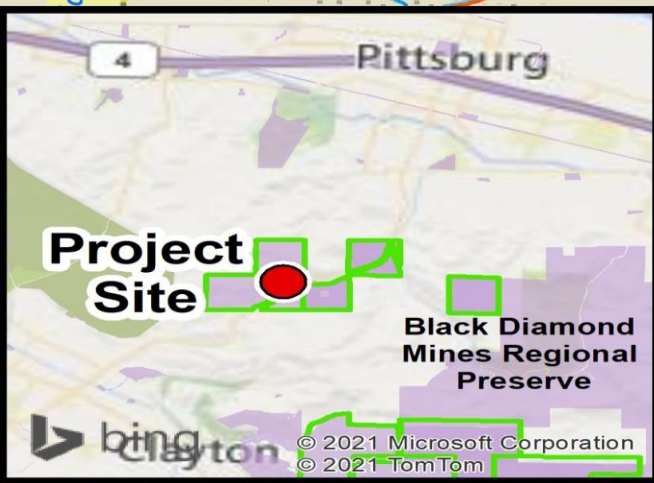 4
Pittsburg
Project
Site
Black Diamond
Mines Regional
Preserve
bing
Clayton
© 2021 Microsoft Corporation
© 2021 TomTom